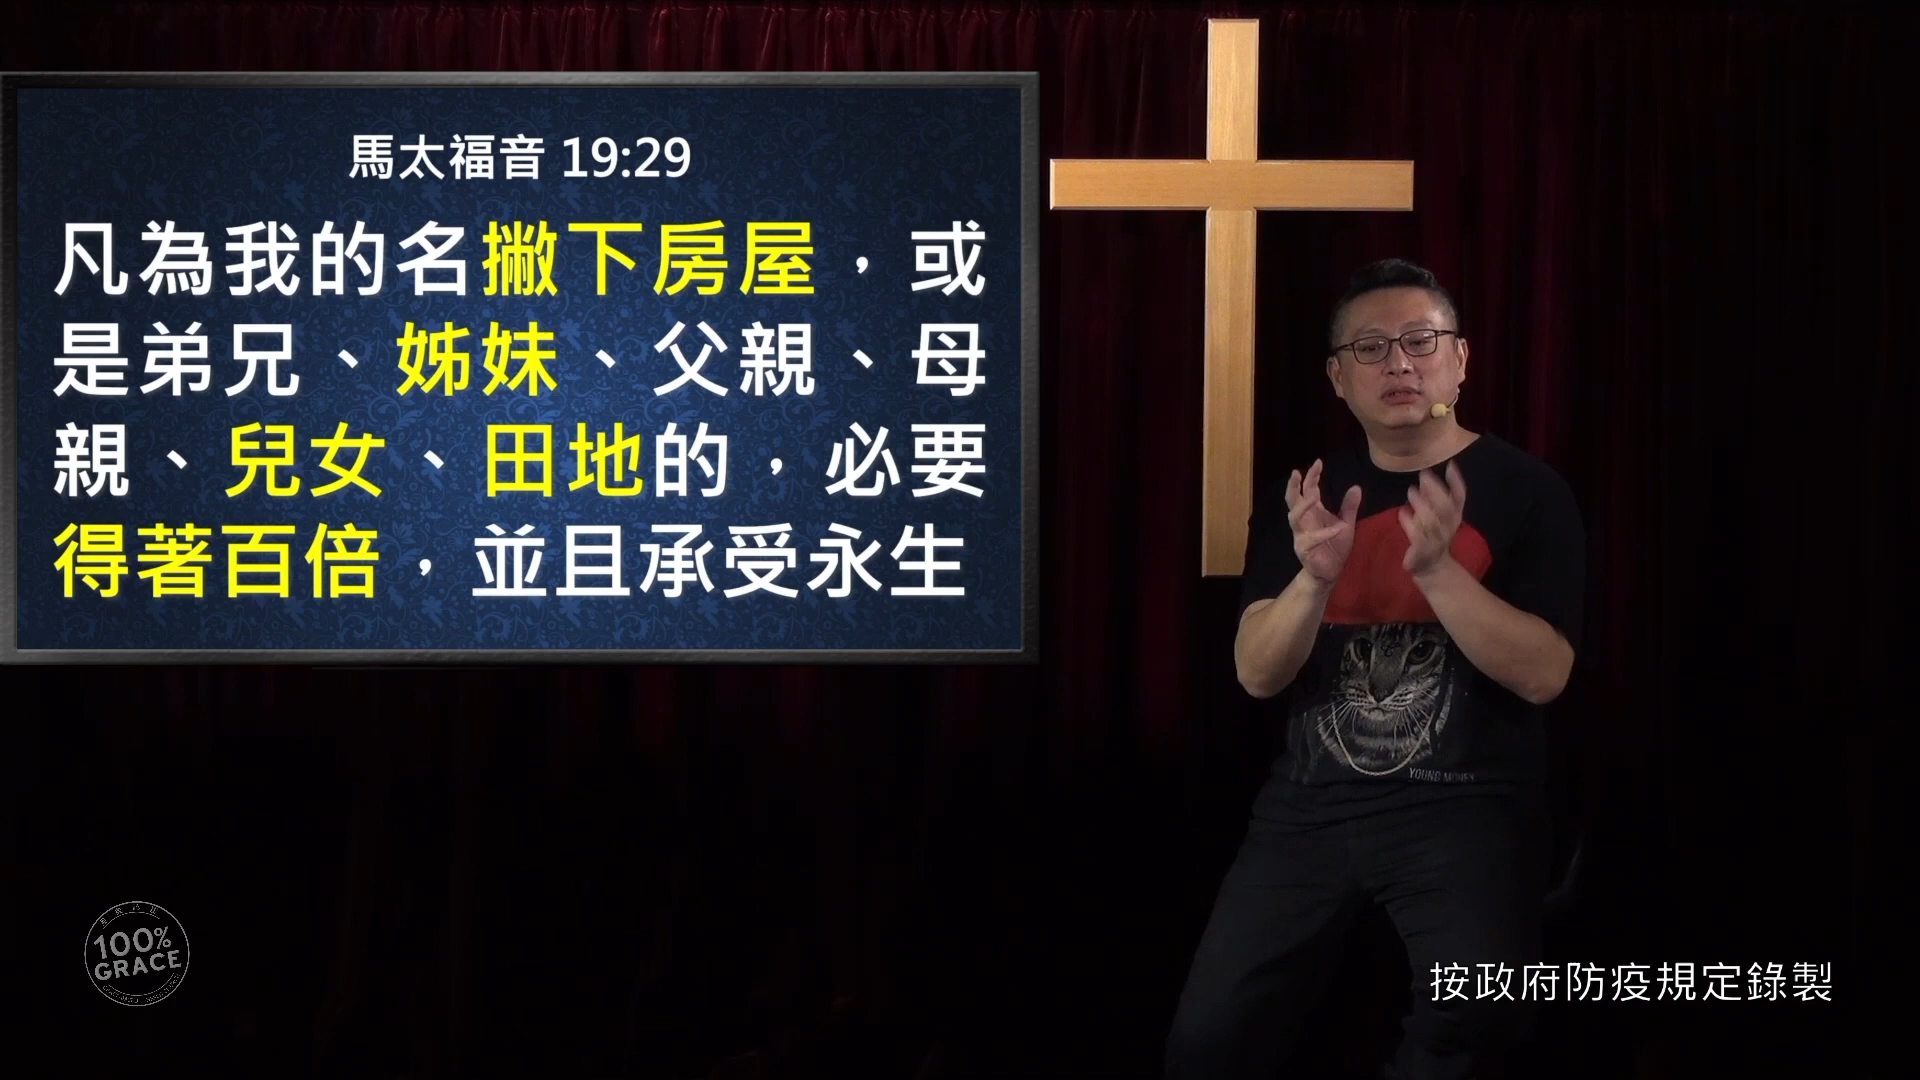 馬太福音 19:29
凡為我的名撇下房屋，或
是弟兄、姊妹、父親、母
親、兒女、田地的，必要
得著百倍，並且承受永生
YOUNG MONEY
100%
GRACE
按政府防疫規定錄製